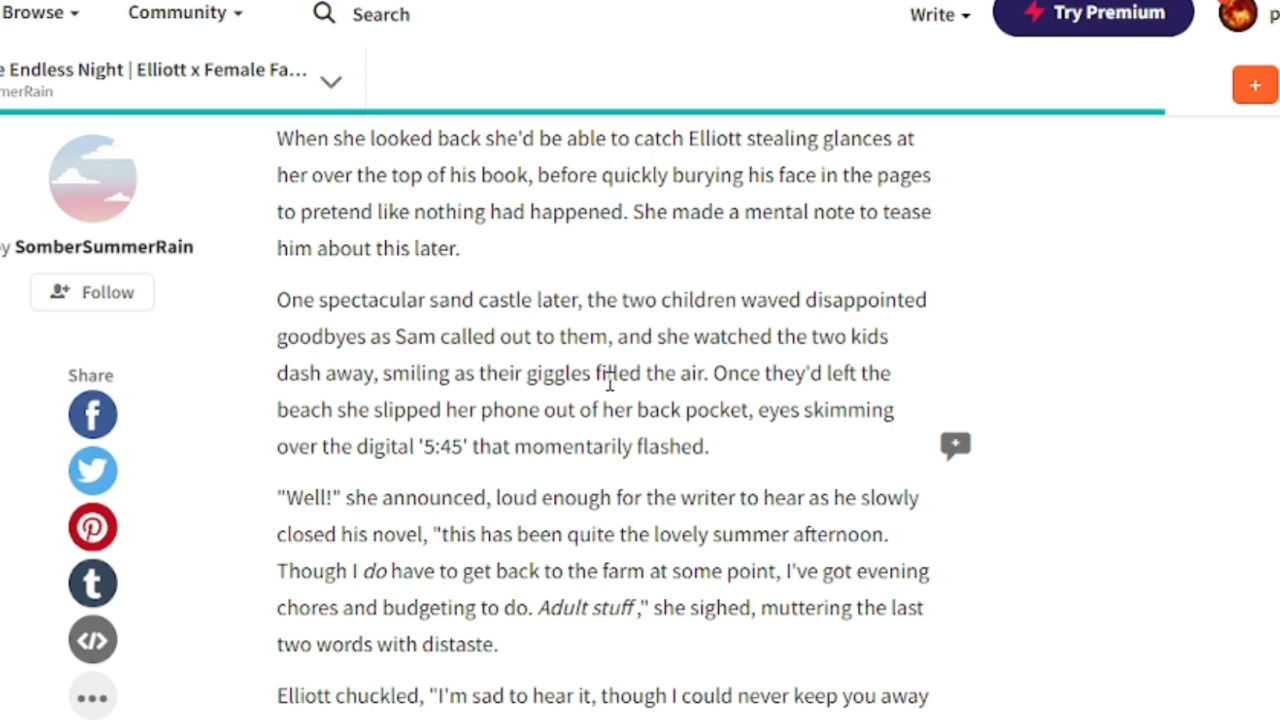 Browse Community Search Write Try Premium p
e Endless Night | Elliott x Female Fa...
merRain
+
When she looked back she'd be able to catch Elliott stealing glances at
her over the top of his book, before quickly burying his face in the pages
to pretend like nothing had happened. She made a mental note to tease
him about this later.
y SomberSummerRain
Follow
One spectacular sand castle later, the two children waved disappointed
goodbyes as Sam called out to them, and she watched the two kids
dash away, smiling as their giggles filled the air. Once they'd left the
beach she slipped her phone out of her back pocket, eyes skimming
over the digital '5:45' that momentarily flashed.
Share
"Well!" she announced, loud enough for the writer to hear as he slowly
closed his novel, "this has been quite the lovely summer afternoon.
Though I do have to get back to the farm at some point, I've got evening
chores and budgeting to do. Adult stuff," she sighed, muttering the last
two words with distaste.
Elliott chuckled, "I'm sad to hear it, though I could never keep you away